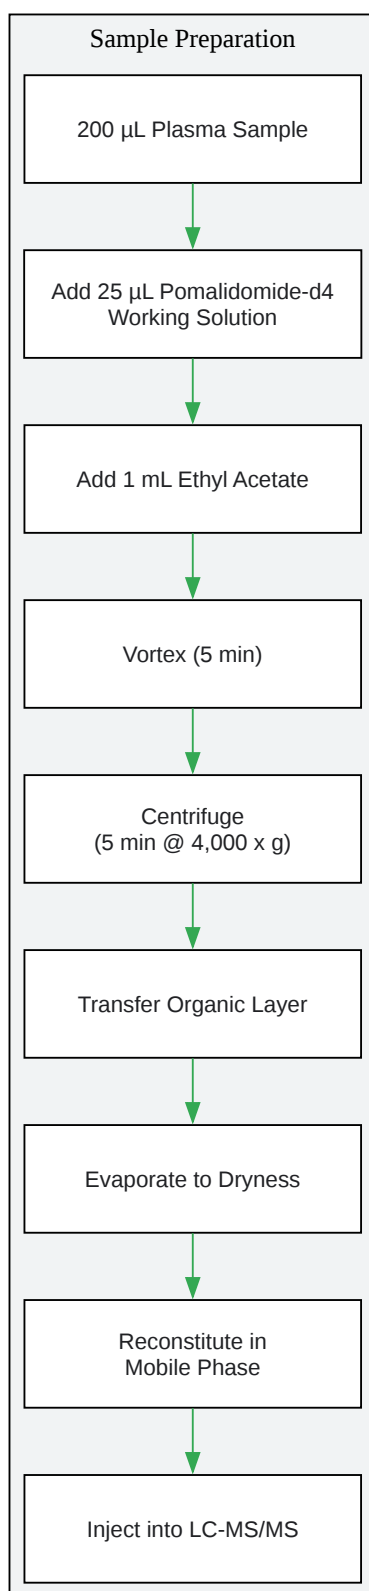 Sample Preparation
200 µL Plasma Sample
Add 25 µL Pomalidomide-d4
Working Solution
Add 1 mL Ethyl Acetate
Vortex (5 min)
Centrifuge
(5 min @ 4,000 x g)
Transfer Organic Layer
Evaporate to Dryness
Reconstitute in
Mobile Phase
Inject into LC-MS/MS